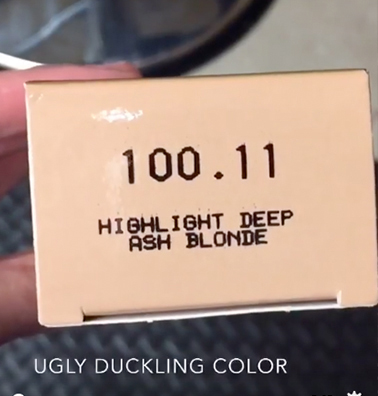 100.11
HIGHLIGHT DEEP
ASH BLONDE
UGLY DUCKLING COLOR